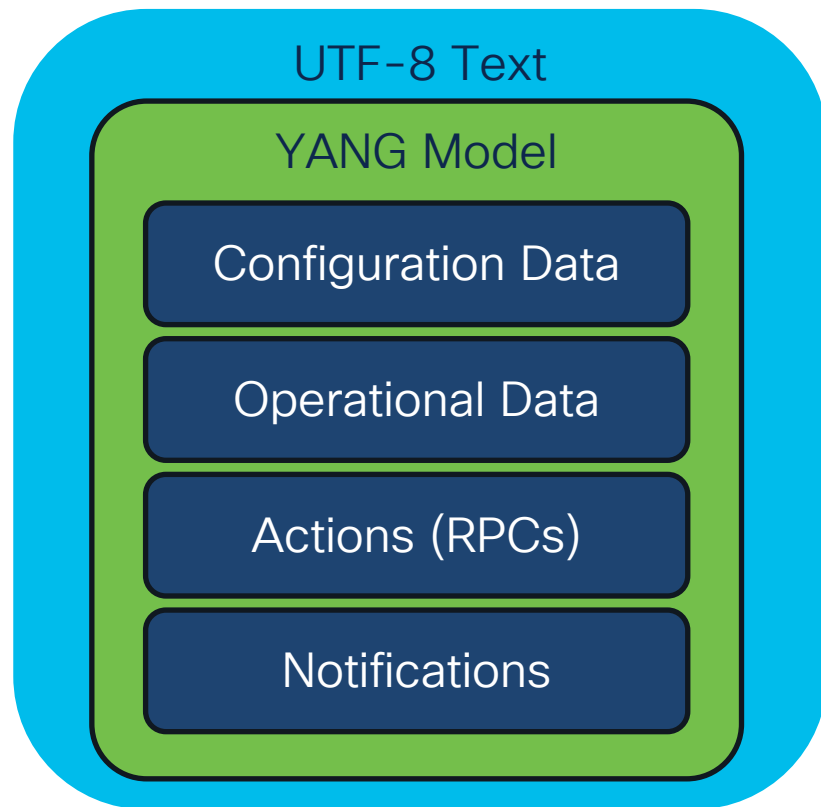 UTF-8 Text
YANG Model
Configuration Data
Operational Data
Actions (RPCs)
Notifications